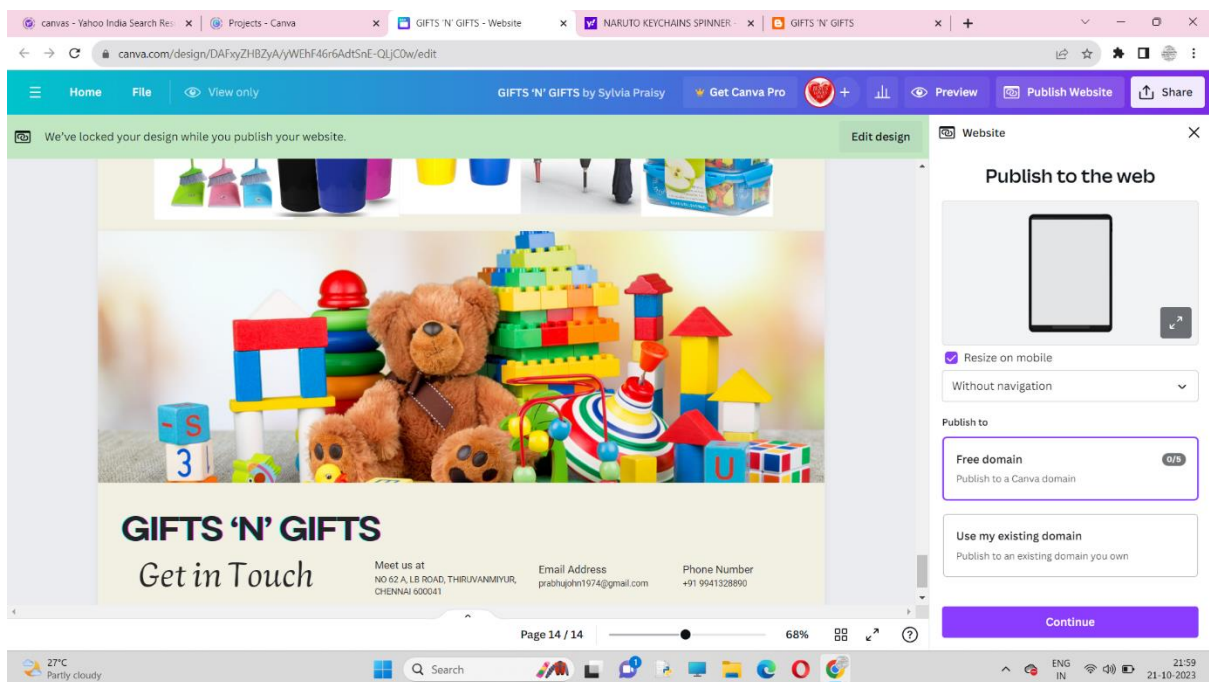 canvas - Yahoo India Search Res
Projects - Canva
GIFTS 'N' GIFTS - Website
NARUTO KEYCHAINS SPINNER -
GIFTS 'N' GIFTS
canva.com/design/DAFxyZHBZyA/yWEhF46r6AdtSnE-QLjC0w/edit
Home File View only
GIFTS 'N' GIFTS by Sylvia Praisy
Get Canva Pro
Preview
Publish Website
Share
We've locked your design while you publish your website.
Edit design
Website
Publish to the web
Resize on mobile
Without navigation
Publish to
Free domain 0/5
Publish to a Canva domain
Use my existing domain
Publish to an existing domain you own
Continue
S
3
U
GIFTS 'N' GIFTS
Get in Touch
Meet us at
NO 62 A, LB ROAD, THIRUVANMIYUR,
CHENNAI 600041
Email Address
prabhujohn1974@gmail.com
Phone Number
+91 9941328890
Page 14 / 14
68%
27°C
Partly cloudy
Search
ENG
IN
21:59
21-10-2023